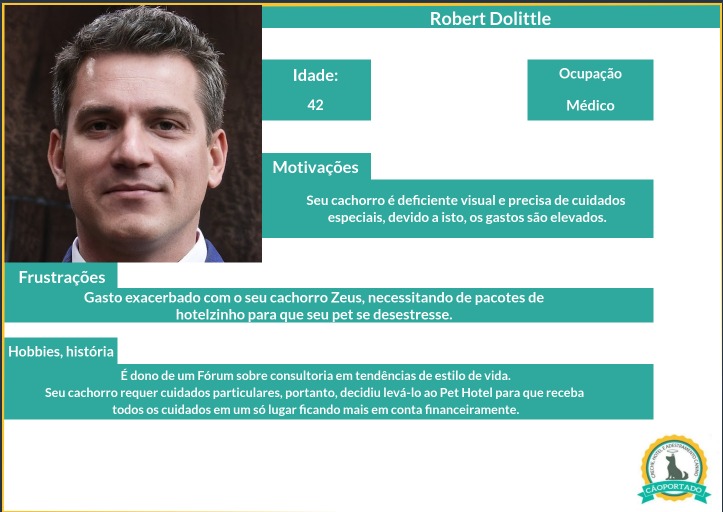 Robert Dolittle
Idade:
42
Ocupação
Médico
Motivações
Seu cachorro é deficiente visual e precisa de cuidados
especiais, devido a isto, os gastos são elevados.
Frustrações
Gasto exacerbado com o seu cachorro Zeus, necessitando de pacotes de
hotelzinho para que seu pet se desestresse.
Hobbies, história
É dono de um Fórum sobre consultoria em tendências de estilo de vida.
Seu cachorro requer cuidados particulares, portanto, decidiu levá-lo ao Pet Hotel para que receba
todos os cuidados em um só lugar ficando mais em conta financeiramente.
CRECHE, HOTEL E ADESTRAMENTO CANINO
CÃOPORTADO